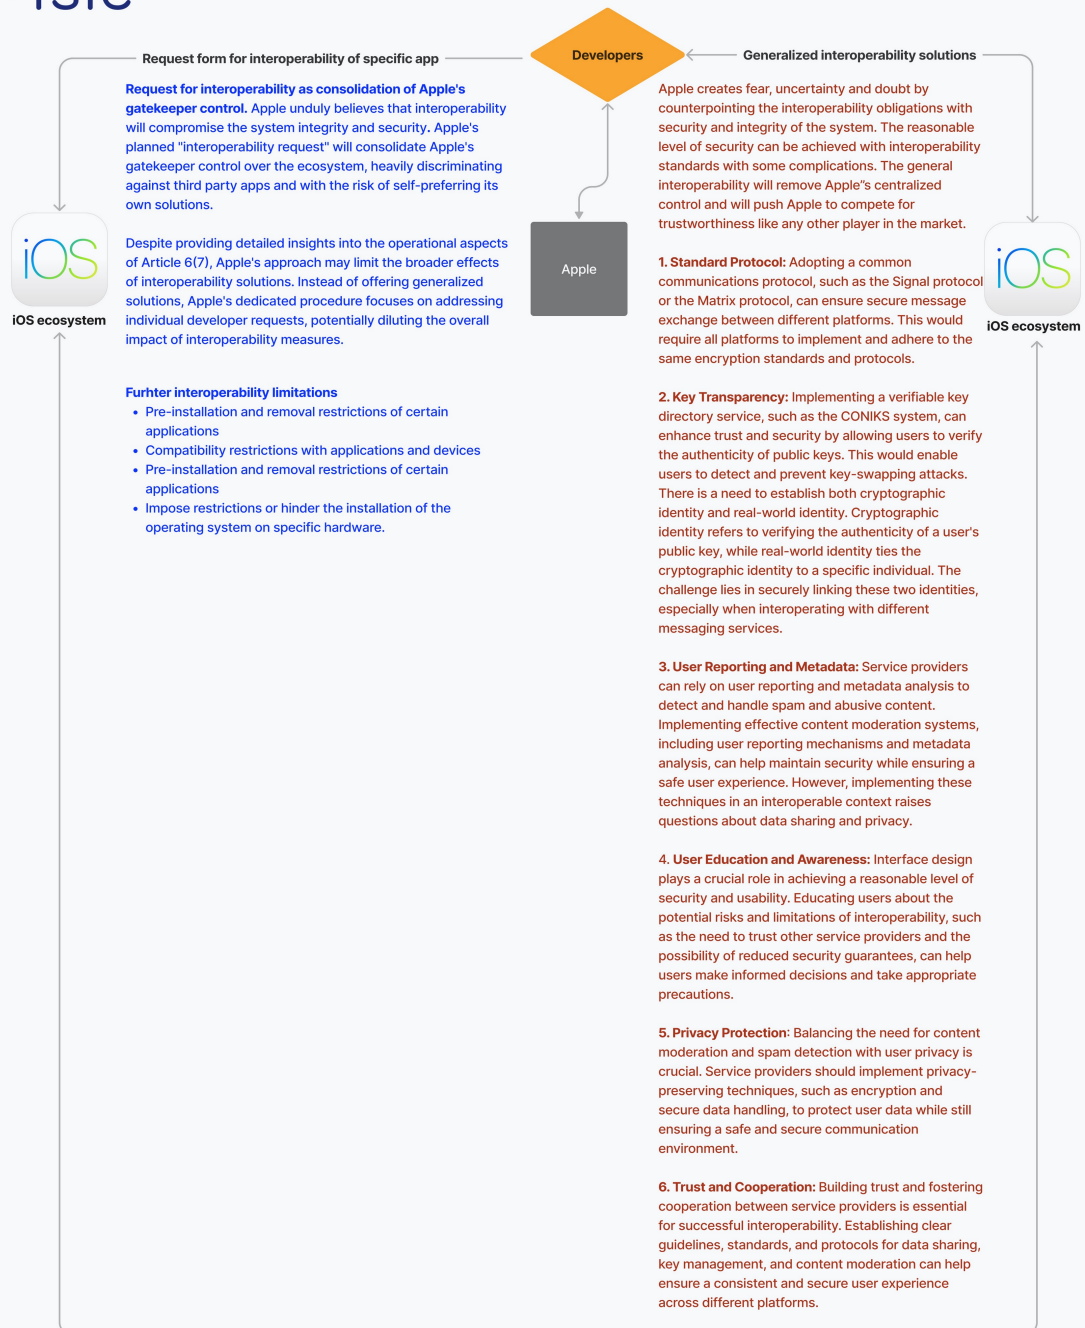 Request form for interoperability of specific app
Developers
Generalized interoperability solutions
Request for interoperability as consolidation of Apple's
gatekeeper control. Apple unduly believes that interoperability
will compromise the system integrity and security. Apple's
planned "interoperability request" will consolidate Apple's
gatekeeper control over the ecosystem, heavily discriminating
against third party apps and with the risk of self-preferring its
own solutions.
Despite providing detailed insights into the operational aspects
of Article 6(7), Apple's approach may limit the broader effects
of interoperability solutions. Instead of offering generalized
solutions, Apple's dedicated procedure focuses on addressing
individual developer requests, potentially diluting the overall
impact of interoperability measures.
Furhter interoperability limitations
• Pre-installation and removal restrictions of certain
applications
• Compatibility restrictions with applications and devices
• Pre-installation and removal restrictions of certain
applications
• Impose restrictions or hinder the installation of the
operating system on specific hardware.
iOS
iOS ecosystem
Apple
Apple creates fear, uncertainty and doubt by
counterpointing the interoperability obligations with
security and integrity of the system. The reasonable
level of security can be achieved with interoperability
standards with some complications. The general
interoperability will remove Apple"s centralized
control and will push Apple to compete for
trustworthiness like any other player in the market.
1. Standard Protocol: Adopting a common
communications protocol, such as the Signal protocol
or the Matrix protocol, can ensure secure message
exchange between different platforms. This would
require all platforms to implement and adhere to the
same encryption standards and protocols.
2. Key Transparency: Implementing a verifiable key
directory service, such as the CONIKS system, can
enhance trust and security by allowing users to verify
the authenticity of public keys. This would enable
users to detect and prevent key-swapping attacks.
There is a need to establish both cryptographic
identity and real-world identity. Cryptographic
identity refers to verifying the authenticity of a user's
public key, while real-world identity ties the
cryptographic identity to a specific individual. The
challenge lies in securely linking these two identities,
especially when interoperating with different
messaging services.
3. User Reporting and Metadata: Service providers
can rely on user reporting and metadata analysis to
detect and handle spam and abusive content.
Implementing effective content moderation systems,
including user reporting mechanisms and metadata
analysis, can help maintain security while ensuring a
safe user experience. However, implementing these
techniques in an interoperable context raises
questions about data sharing and privacy.
4. User Education and Awareness: Interface design
plays a crucial role in achieving a reasonable level of
security and usability. Educating users about the
potential risks and limitations of interoperability, such
as the need to trust other service providers and the
possibility of reduced security guarantees, can help
users make informed decisions and take appropriate
precautions.
5. Privacy Protection: Balancing the need for content
moderation and spam detection with user privacy is
crucial. Service providers should implement privacy-
preserving techniques, such as encryption and
secure data handling, to protect user data while still
ensuring a safe and secure communication
environment.
6. Trust and Cooperation: Building trust and fostering
cooperation between service providers is essential
for successful interoperability. Establishing clear
guidelines, standards, and protocols for data sharing,
key management, and content moderation can help
ensure a consistent and secure user experience
across different platforms.
iOS
iOS ecosystem